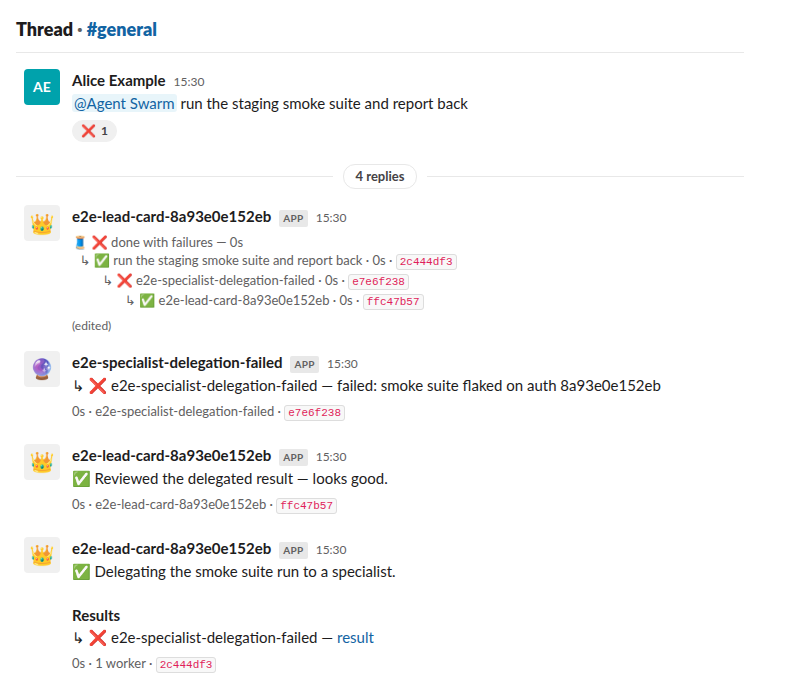 Thread · #general
AE
Alice Example 15:30
@Agent Swarm run the staging smoke suite and report back
❌ 1
4 replies
e2e-lead-card-8a93e0e152eb APP 15:30
🧵 ❌ done with failures — 0s
↳ ✅ run the staging smoke suite and report back · 0s · 2c444df3
↳ ❌ e2e-specialist-delegation-failed · 0s · e7e6f238
↳ ✅ e2e-lead-card-8a93e0e152eb · 0s · ffc47b57
(edited)
e2e-specialist-delegation-failed APP 15:30
↳ ❌ e2e-specialist-delegation-failed — failed: smoke suite flaked on auth 8a93e0e152eb
0s · e2e-specialist-delegation-failed · e7e6f238
e2e-lead-card-8a93e0e152eb APP 15:30
✅ Reviewed the delegated result — looks good.
0s · e2e-lead-card-8a93e0e152eb · ffc47b57
e2e-lead-card-8a93e0e152eb APP 15:30
✅ Delegating the smoke suite run to a specialist.
Results
↳ ❌ e2e-specialist-delegation-failed — result
0s · 1 worker · 2c444df3